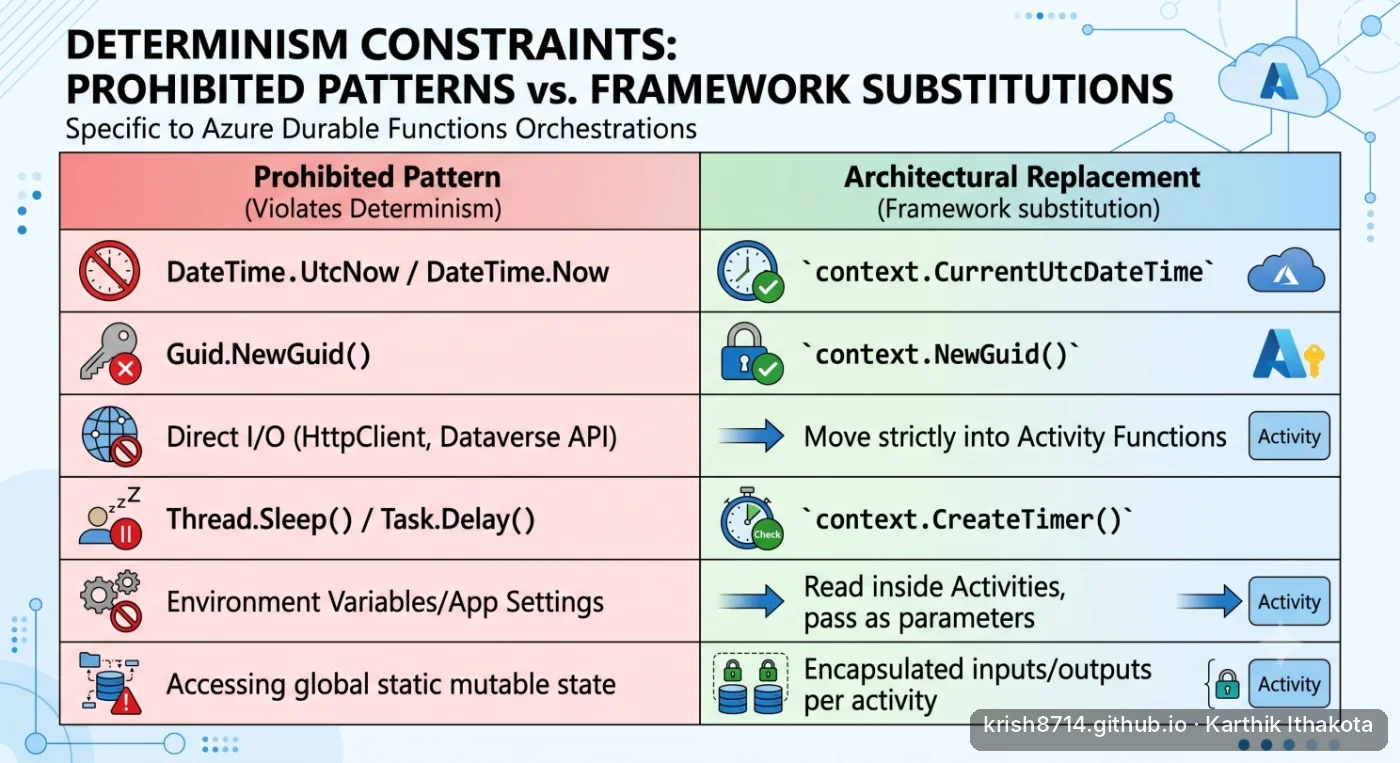 DETERMINISM CONSTRAINTS:
PROHIBITED PATTERNS vs. FRAMEWORK SUBSTITUTIONS
Specific to Azure Durable Functions Orchestrations
Prohibited Pattern
(Violates Determinism)
Architectural Replacement
(Framework substitution)
DateTime.UtcNow / DateTime.Now
`context.CurrentUtcDateTime`
Guid.NewGuid()
`context.NewGuid()`
Direct I/O (HttpClient, Dataverse API)
Move strictly into Activity Functions
Activity
z z Z
Thread.Sleep() / Task.Delay()
Check
`context.CreateTimer()`
Environment Variables/App Settings
Read inside Activities,
pass as parameters
Activity
Accessing global static mutable state
Encapsulated inputs/outputs
per activity
Activity
krish8714.github.io · Karthik Ithakota